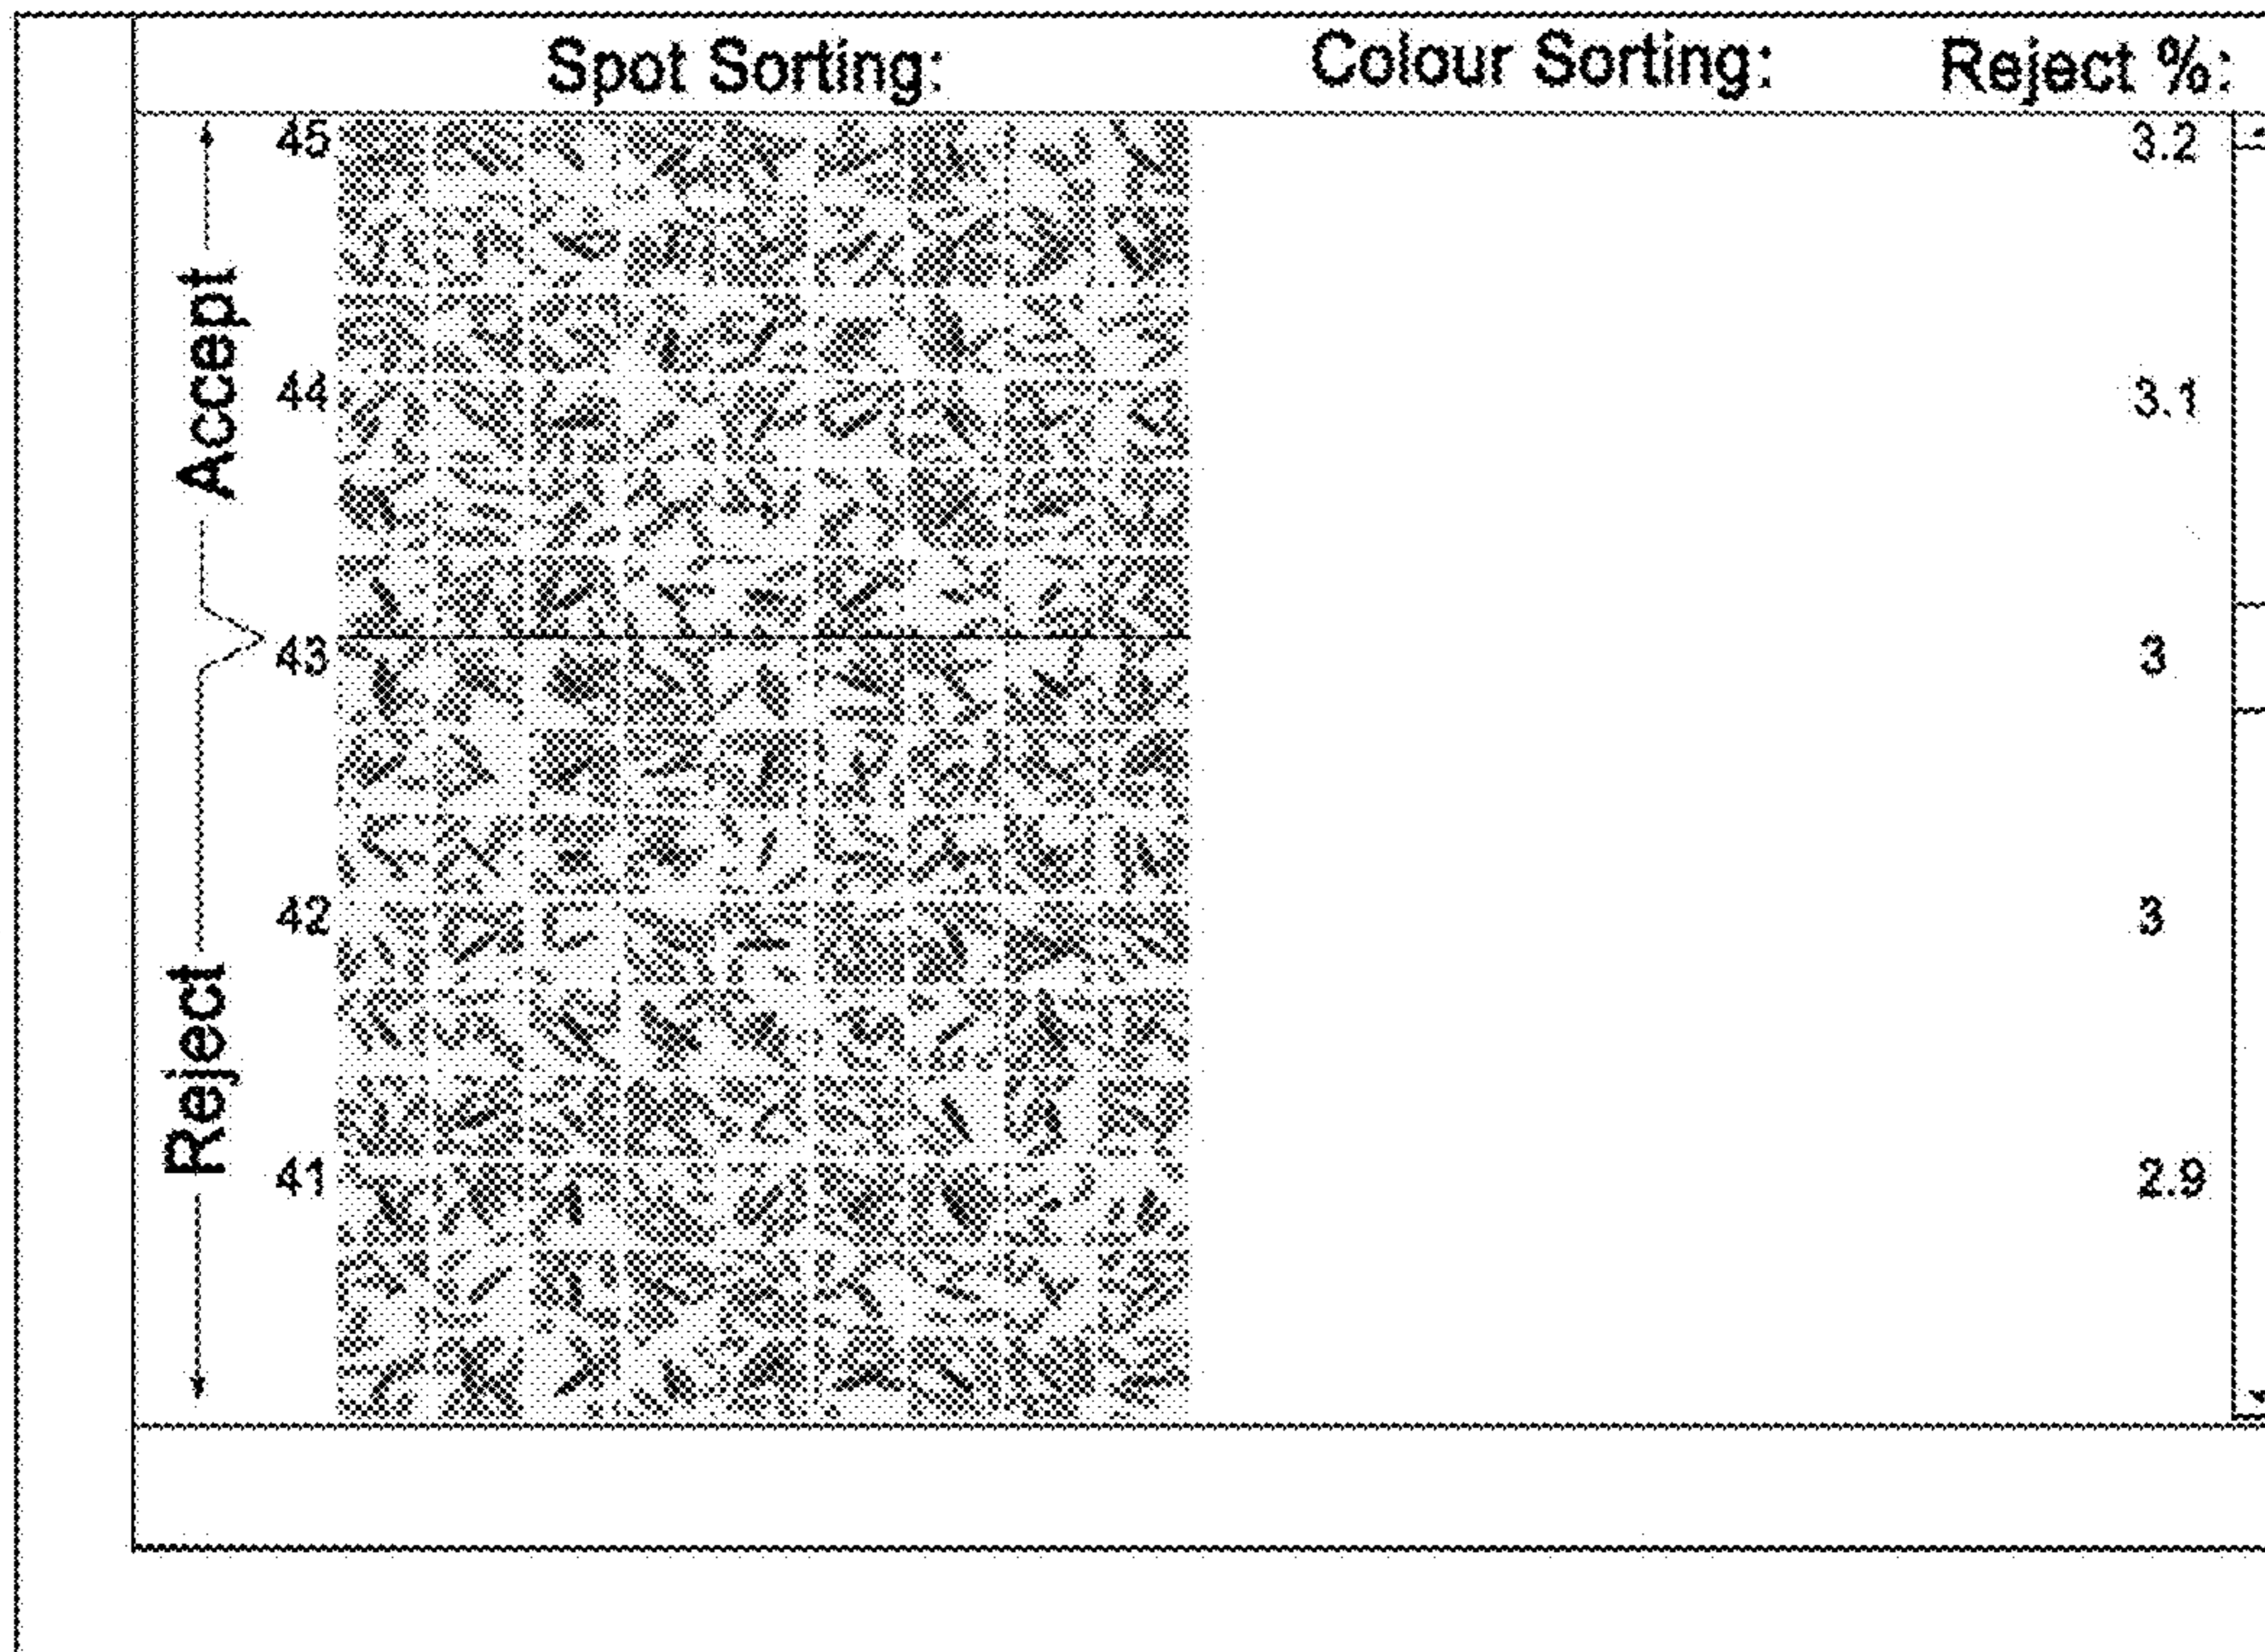 Spot Sorting: Colour Sorting: Reject %:
45 3.2
Accept
44 3.1
43 3
42 3
Reject
41 2.9